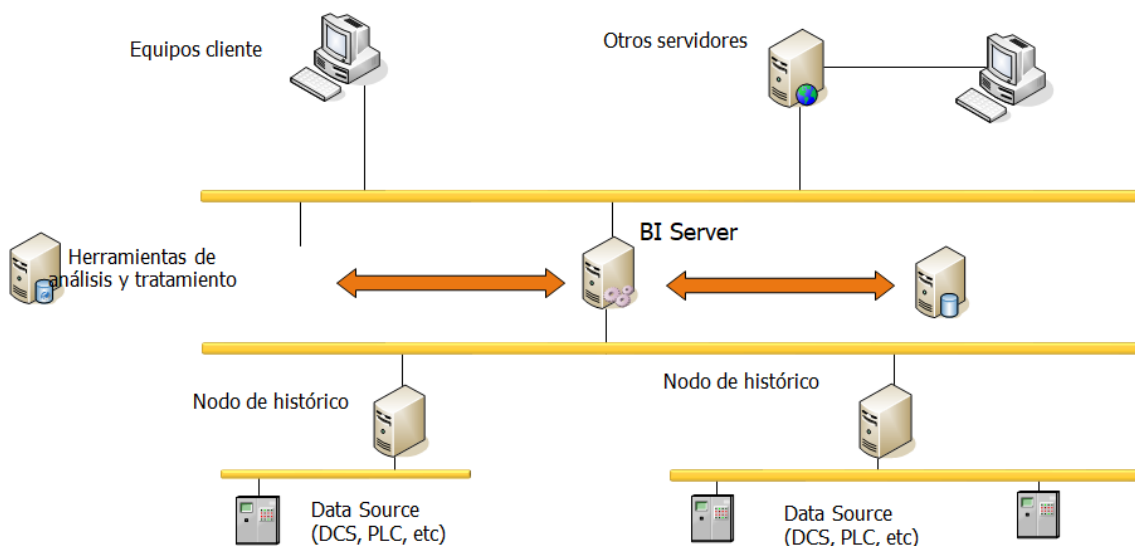 Equipos cliente
Otros servidores
BI Server
Herramientas de
análisis y tratamiento
Nodo de histórico
Nodo de histórico
Data Source
(DCS, PLC, etc)
Data Source
(DCS, PLC, etc)